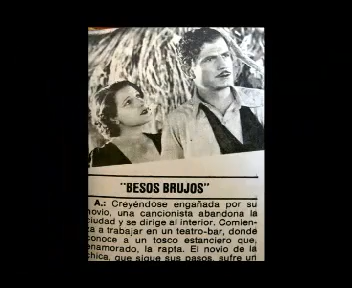 "BESOS BRUJOS"
A.: Creyéndose engañada por su
novio, una cancionista abandona la
ciudad y se dirige al interior. Comien-
za a trabajar en un teatro-bar, donde
conoce a un tosco estanciero que,
enamorado, la rapta. El novio de la
chica, que sigue sus pasos, sufre un